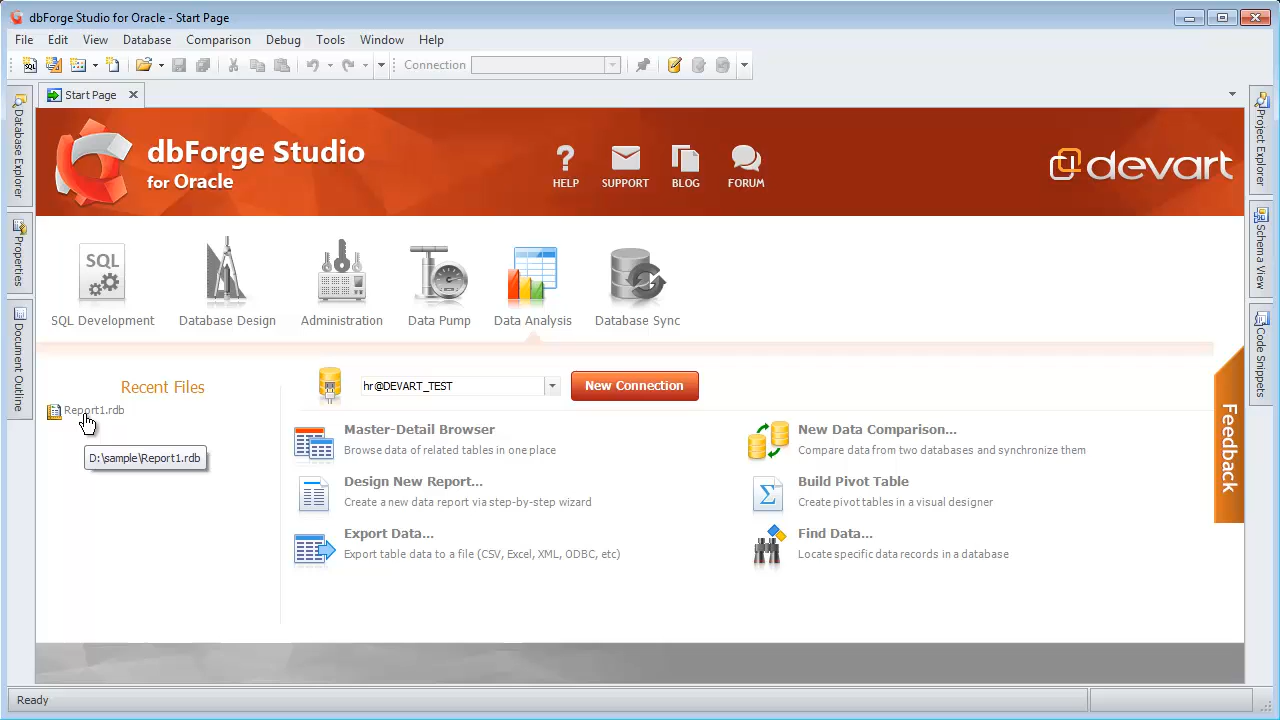 dbForge Studio for Oracle - Start Page
File Edit View Database Comparison Debug Tools Window Help
Connection
Start Page
Database Explorer
Properties
Document Outline
dbForge Studio
for Oracle
HELP
SUPPORT
BLOG
FORUM
devart
Project Explorer
Schema View
Code Snippets
SQL
SQL Development
Database Design
Administration
Data Pump
Data Analysis
Database Sync
Recent Files
Report1.rdb
D:\sample\Report1.rdb
hr@DEVART_TEST
New Connection
Master-Detail Browser
Browse data of related tables in one place
Design New Report...
Create a new data report via step-by-step wizard
Export Data...
Export table data to a file (CSV, Excel, XML, ODBC, etc)
New Data Comparison...
Compare data from two databases and synchronize them
Build Pivot Table
Create pivot tables in a visual designer
Find Data...
Locate specific data records in a database
Feedback
Ready